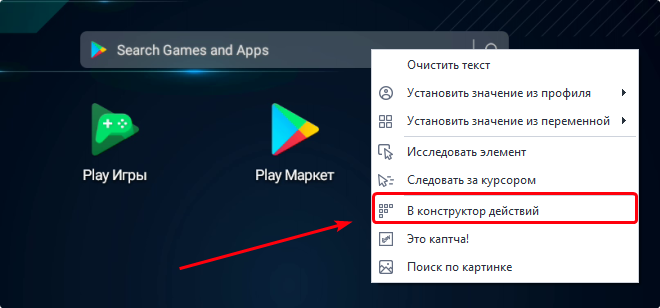 Search Games and Apps
Play Игры
Play Маркет
Очистить текст
Установить значение из профиля
Установить значение из переменной
Исследовать элемент
Следовать за курсором
В конструктор действий
Это каптча!
Поиск по картинке